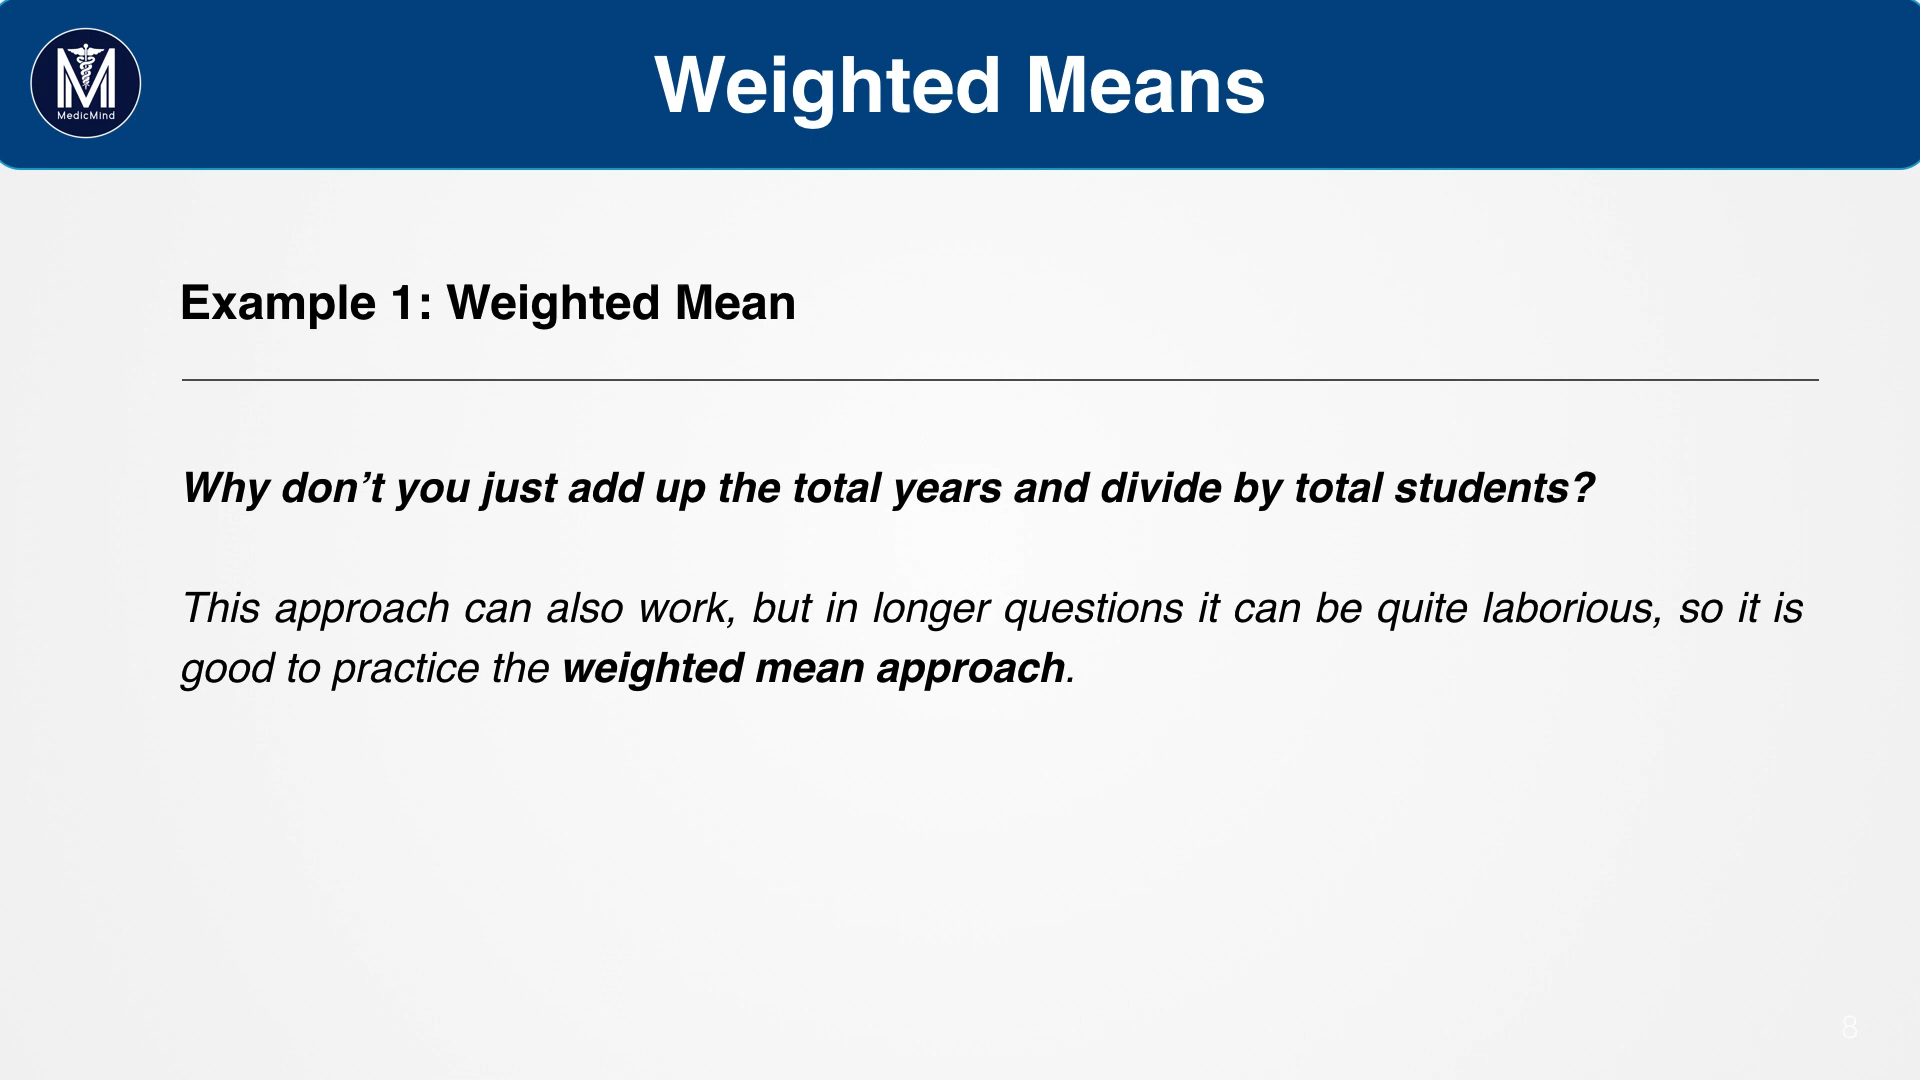 MedicMind
Weighted Means
Example 1: Weighted Mean
Why don’t you just add up the total years and divide by total students?
This approach can also work, but in longer questions it can be quite laborious, so it is
good to practice the weighted mean approach.
8